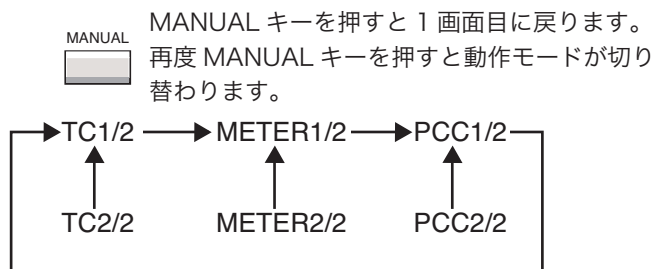 MANUAL
MANUAL キーを押すと 1 画面目に戻ります。
再度 MANUAL キーを押すと動作モードが切り
替わります。
TC1/2 METER1/2 PCC1/2
TC2/2 METER2/2 PCC2/2